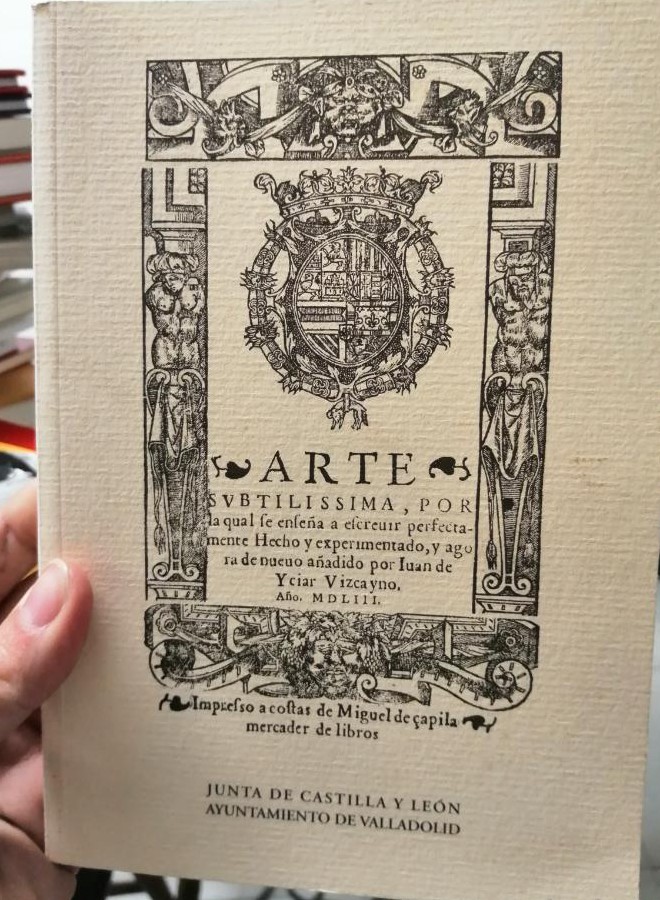 ARTE
SVBTILISSIMA, POR
la qual ſe enſeña a eſcreuir perfecta-
mente Hecho y experimentado, y ago
ra de nueuo añadido por Iuan de
Yciar Vizcayno.
Año. MDLIII.
Impreſſo a coſtas de Miguel de çapila
mercader de libros
JUNTA DE CASTILLA Y LEÓN
AYUNTAMIENTO DE VALLADOLID